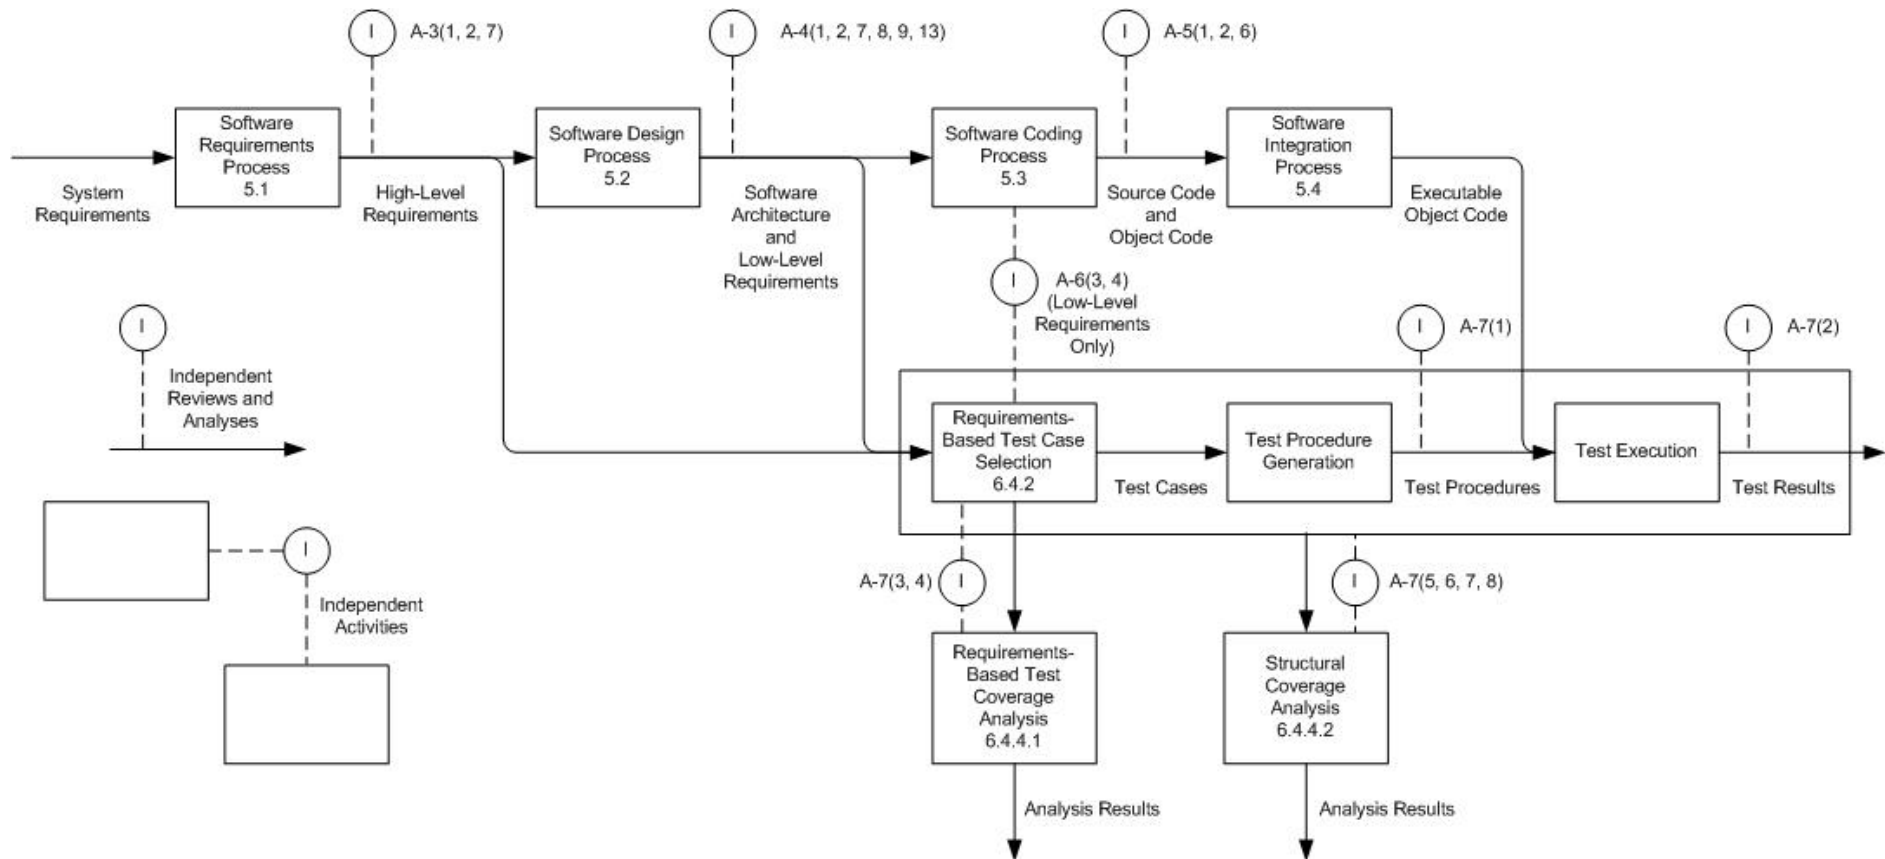 I
A-3(1, 2, 7)
I
A-4(1, 2, 7, 8, 9, 13)
I
A-5(1, 2, 6)
Software
Requirements
Process
5.1
Software Design
Process
5.2
Software Coding
Process
5.3
Software
Integration
Process
5.4
System
Requirements
High-Level
Requirements
Software
Architecture
and
Low-Level
Requirements
Source Code
and
Object Code
Executable
Object Code
I
A-6(3, 4)
(Low-Level
Requirements
Only)
I
A-7(1)
I
A-7(2)
I
Independent
Reviews and
Analyses
Requirements-
Based Test Case
Selection
6.4.2
Test Cases
Test Procedure
Generation
Test Procedures
Test Execution
Test Results
I
Independent
Activities
A-7(3, 4)
I
I
A-7(5, 6, 7, 8)
Requirements-
Based Test
Coverage
Analysis
6.4.4.1
Structural
Coverage
Analysis
6.4.4.2
Analysis Results
Analysis Results